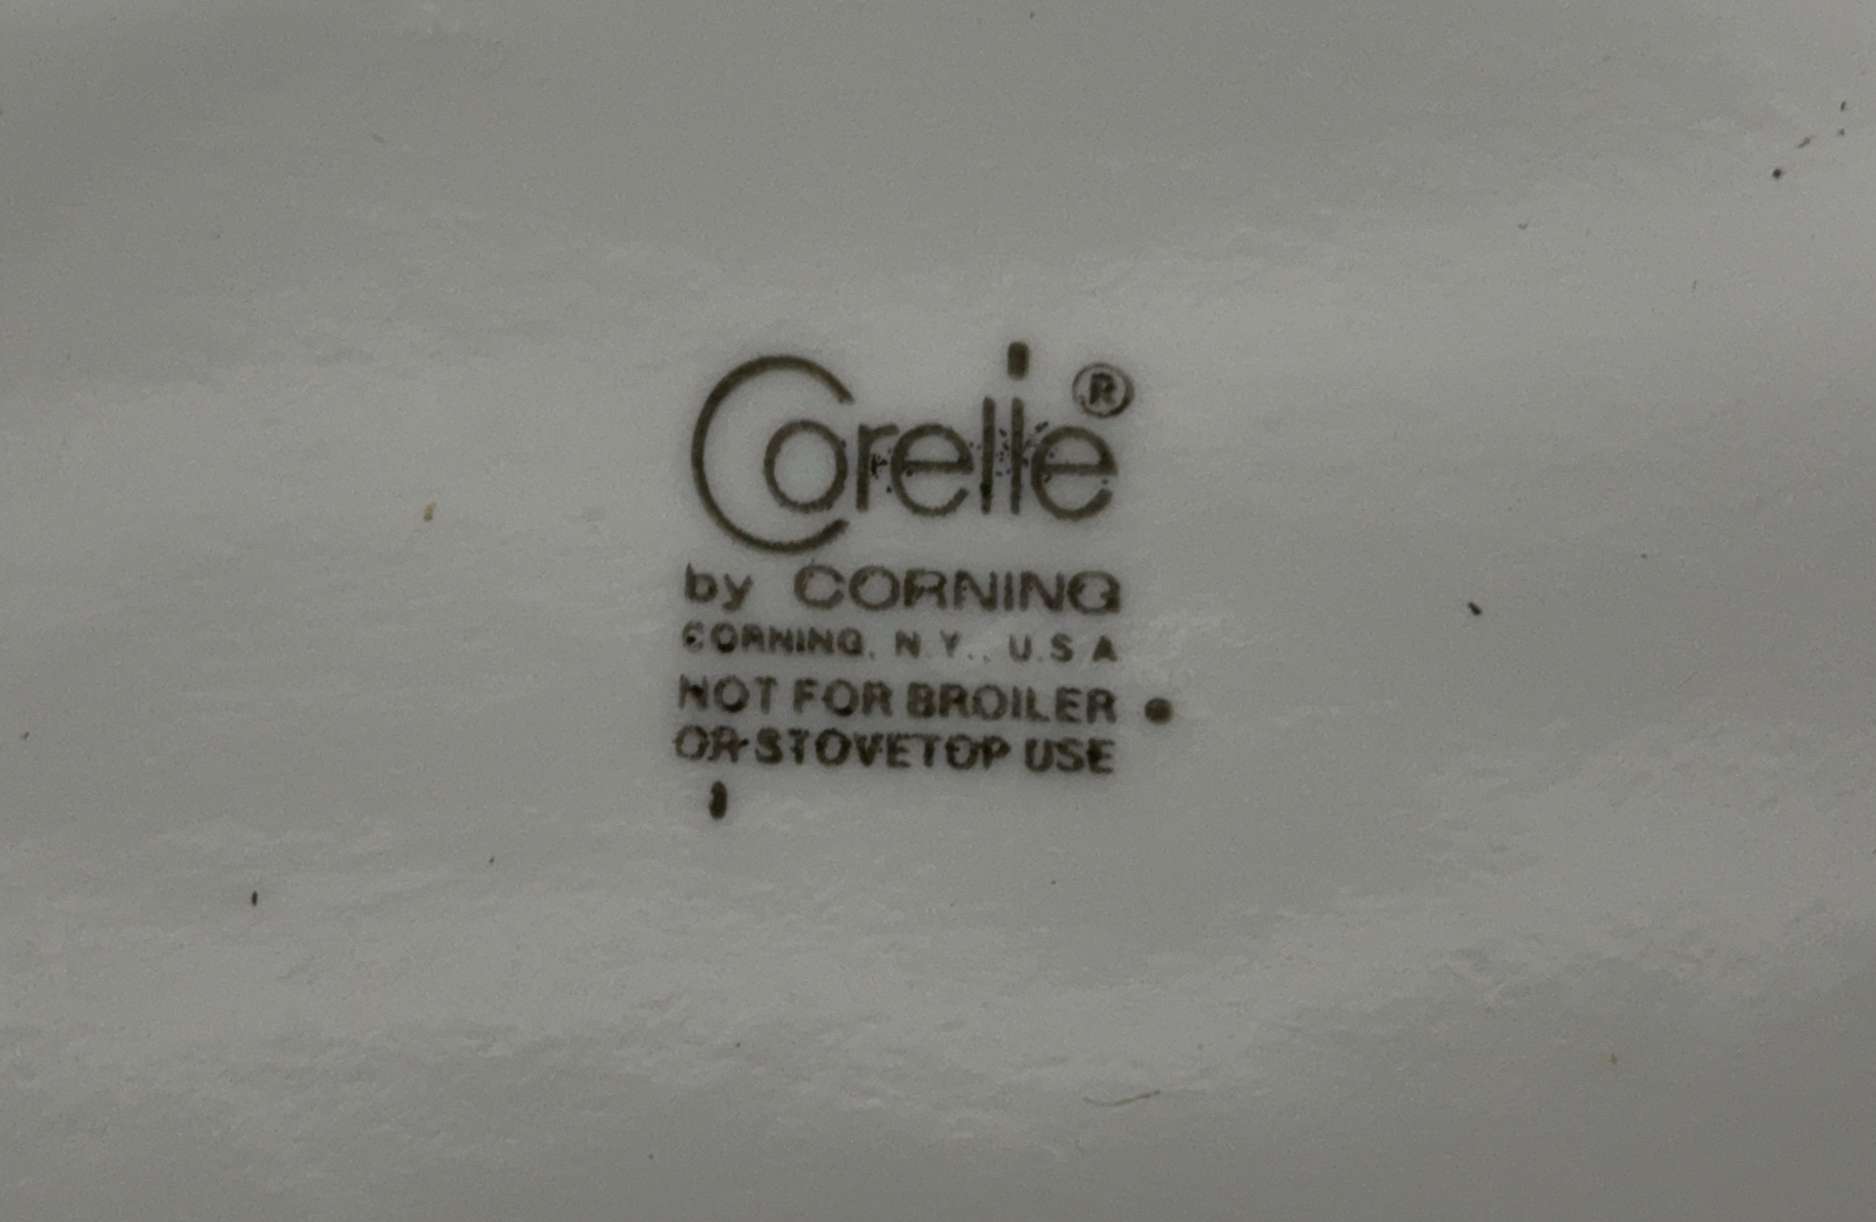 Corelle®
by CORNING
CORNING, N.Y., U.S.A
NOT FOR BROILER
OR STOVETOP USE